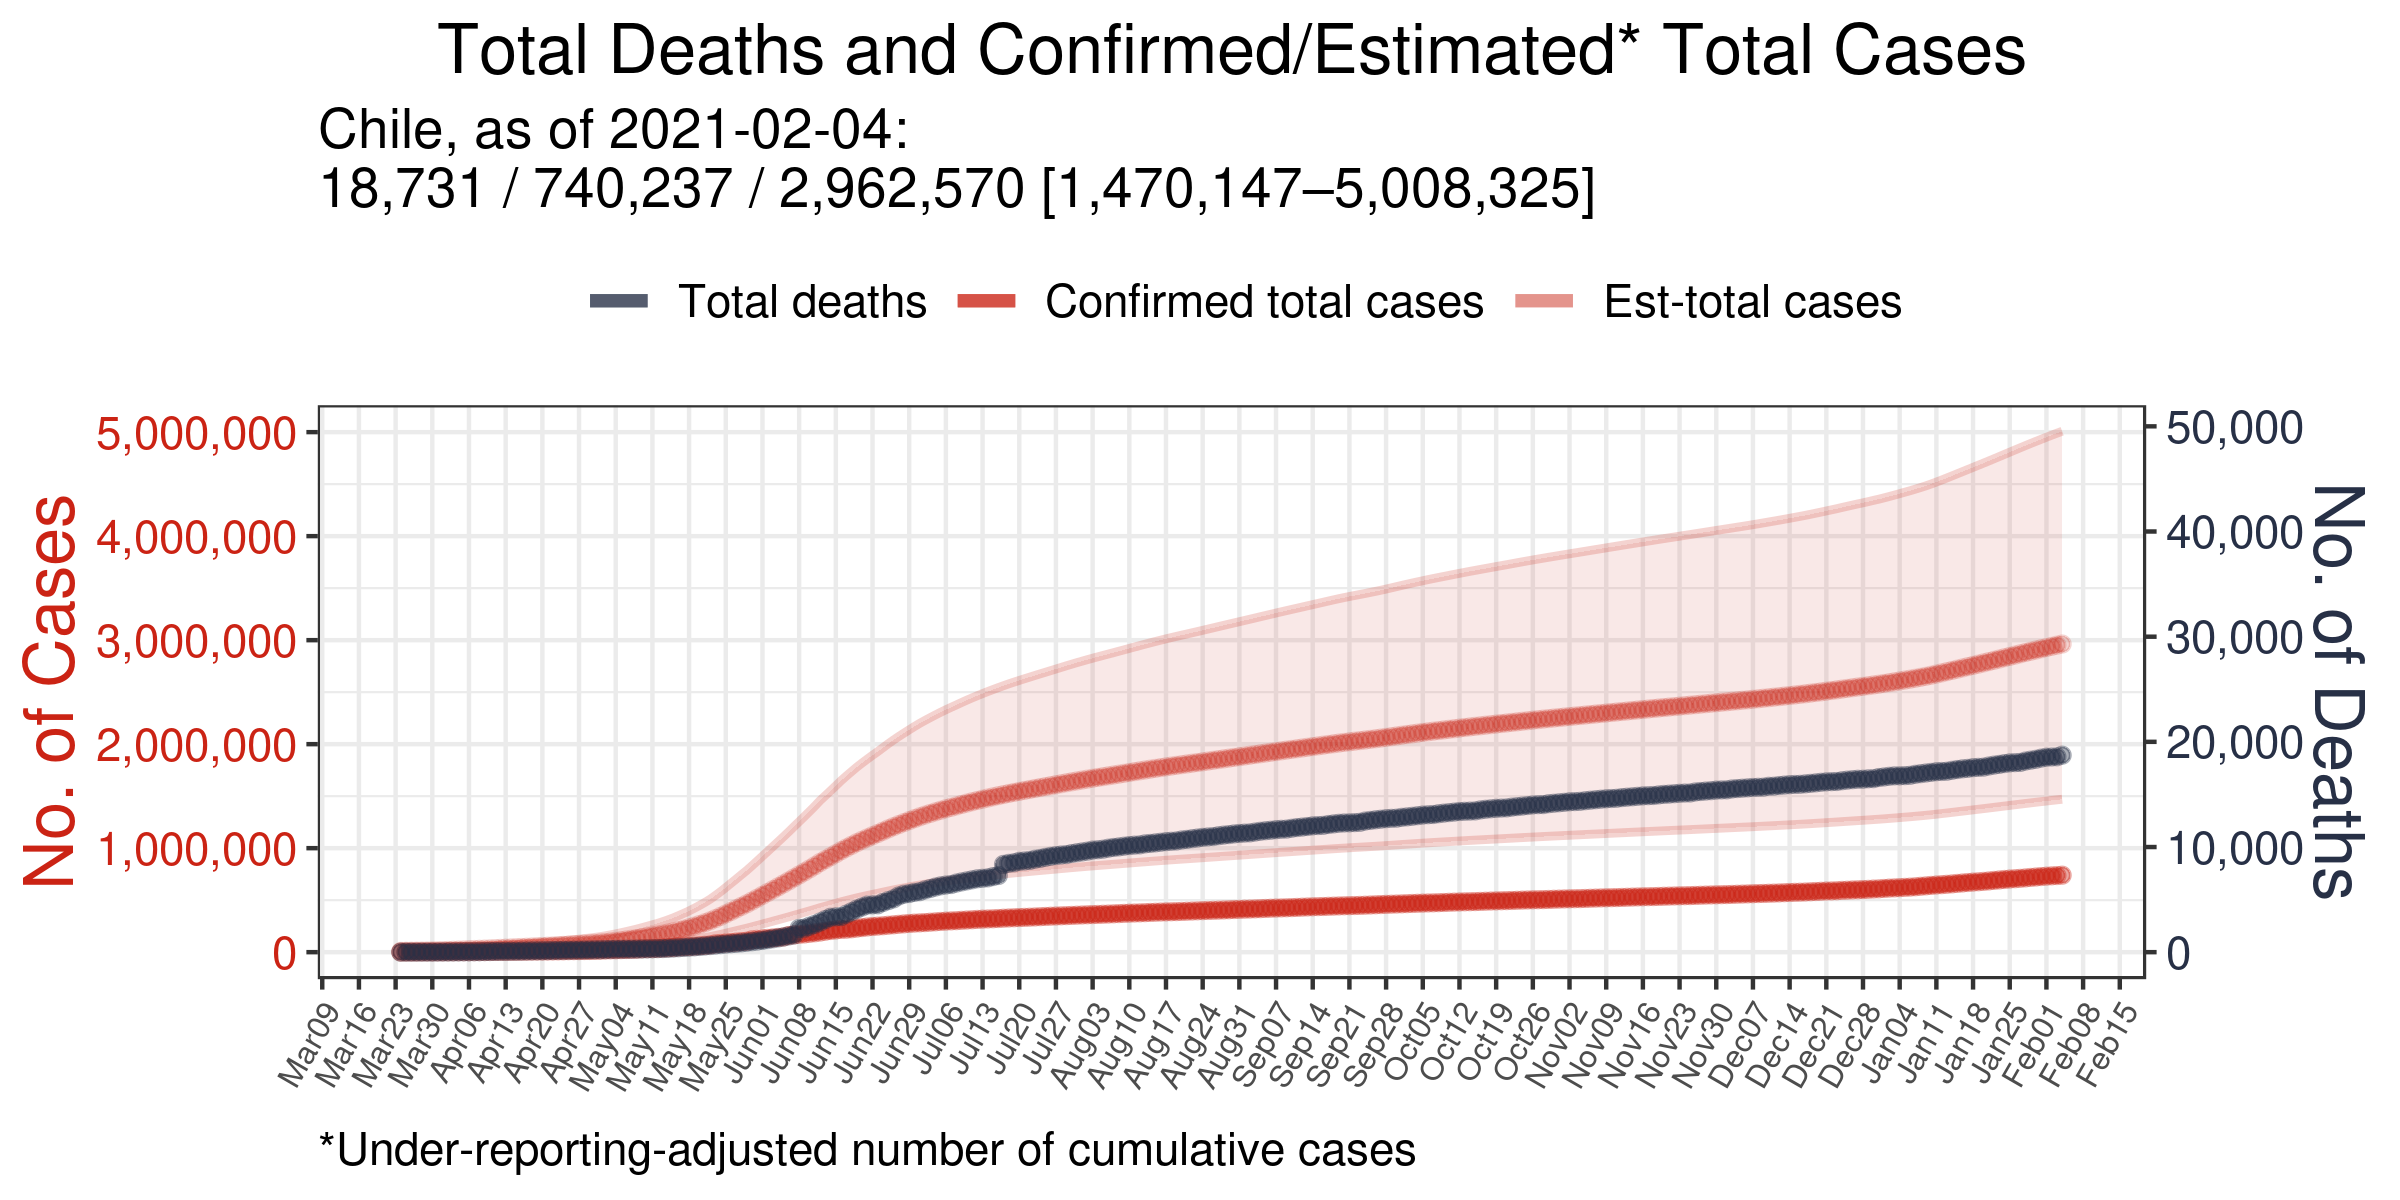 Total Deaths and Confirmed/Estimated* Total Cases
Chile, as of 2021-02-04:
18,731 / 740,237 / 2,962,570 [1,470,147–5,008,325]
Total deaths
Confirmed total cases
Est-total cases
No. of Cases
5,000,000
4,000,000
3,000,000
2,000,000
1,000,000
0
50,000
40,000
30,000
20,000
10,000
0
No. of Deaths
Mar09
Mar16
Mar23
Mar30
Apr06
Apr13
Apr20
Apr27
May04
May11
May18
May25
Jun01
Jun08
Jun15
Jun22
Jun29
Jul06
Jul13
Jul20
Jul27
Aug03
Aug10
Aug17
Aug24
Aug31
Sep07
Sep14
Sep21
Sep28
Oct05
Oct12
Oct19
Oct26
Nov02
Nov09
Nov16
Nov23
Nov30
Dec07
Dec14
Dec21
Dec28
Jan04
Jan11
Jan18
Jan25
Feb01
Feb08
Feb15
*Under-reporting-adjusted number of cumulative cases